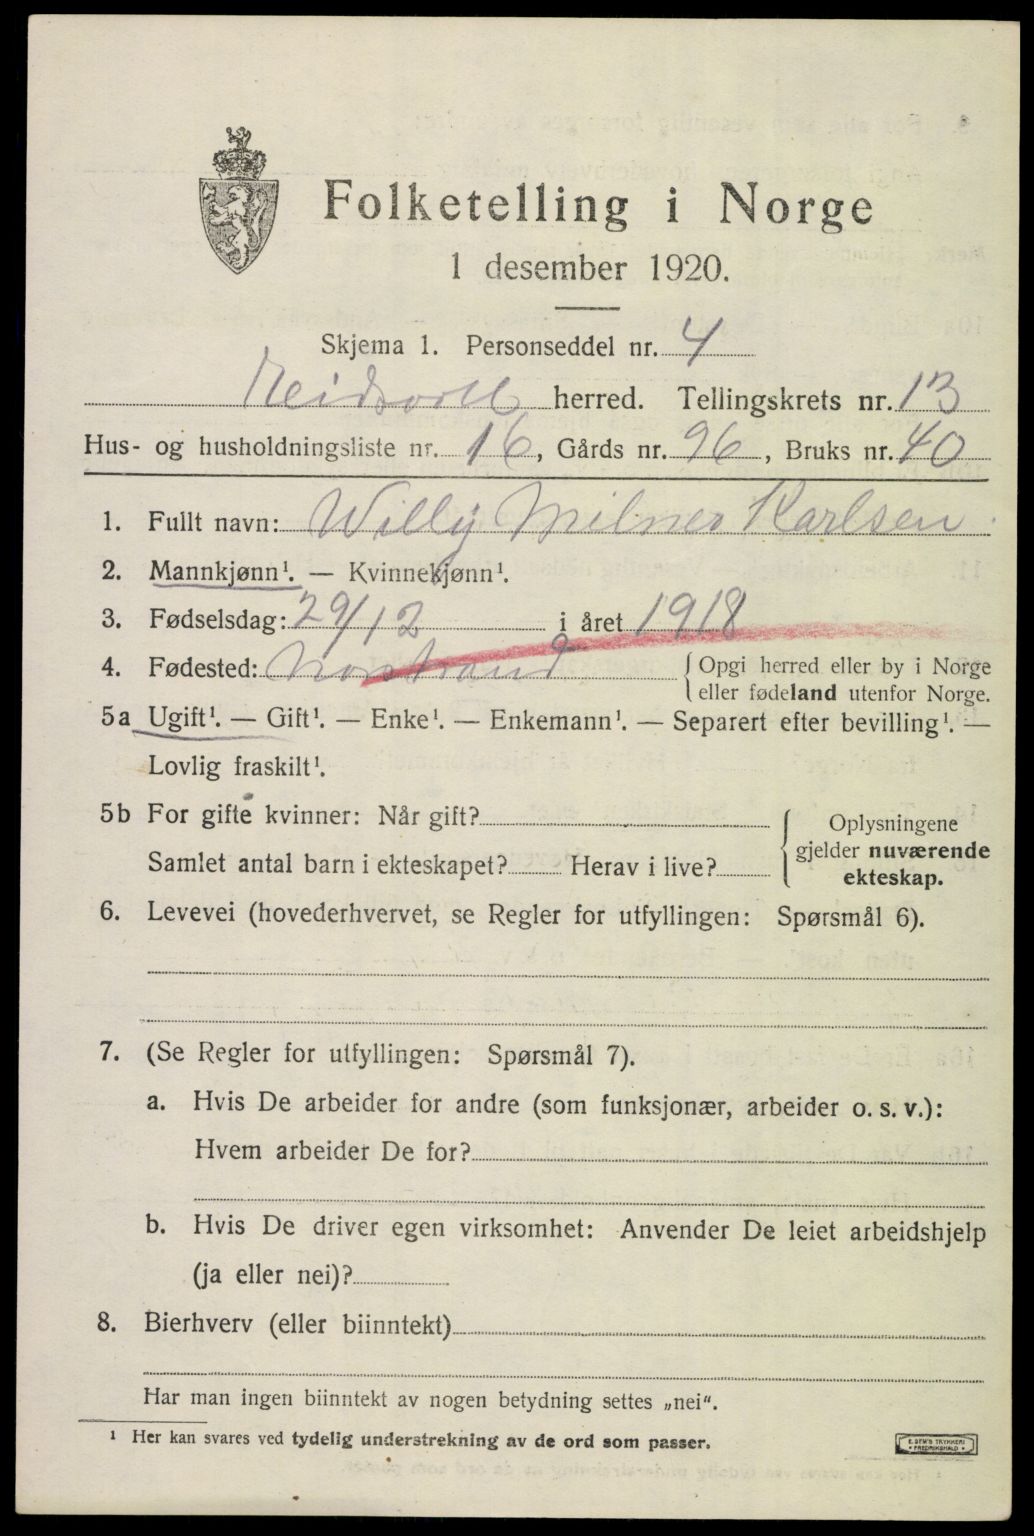 Folketelling i Norge
1 desember 1920.
Skjema 1. Personseddel nr. 4
Eidsvoll herred. Tellingskrets nr. 13
Hus- og husholdningsliste nr. 16, Gårds nr. 96, Bruks nr. 40
1. Fullt navn: Willy Milner Karlsen
2. Mannkjønn¹. — Kvinnekjønn¹.
3. Fødselsdag: 29/12 i året 1918
4. Fødested: Norstrand { Opgi herred eller by i Norge
eller fødeland utenfor Norge.
5a Ugift¹. — Gift¹. — Enke¹. — Enkemann¹. — Separert efter bevilling¹. —
Lovlig fraskilt¹.
5b For gifte kvinner: Når gift?
Samlet antal barn i ekteskapet? Herav i live?
{ Oplysningene
gjelder nuværende
ekteskap.
6. Levevei (hovederhvervet, se Regler for utfyllingen: Spørsmål 6).
7. (Se Regler for utfyllingen: Spørsmål 7).
a. Hvis De arbeider for andre (som funksjonær, arbeider o. s. v.):
Hvem arbeider De for?
b. Hvis De driver egen virksomhet: Anvender De leiet arbeidshjelp
(ja eller nei)?
8. Bierhverv (eller biinntekt)
Har man ingen biinntekt av nogen betydning settes „nei".
¹ Her kan svares ved tydelig understrekning av de ord som passer.
E. SEM'S TRYKKERI
• FREDRIKSHALD •